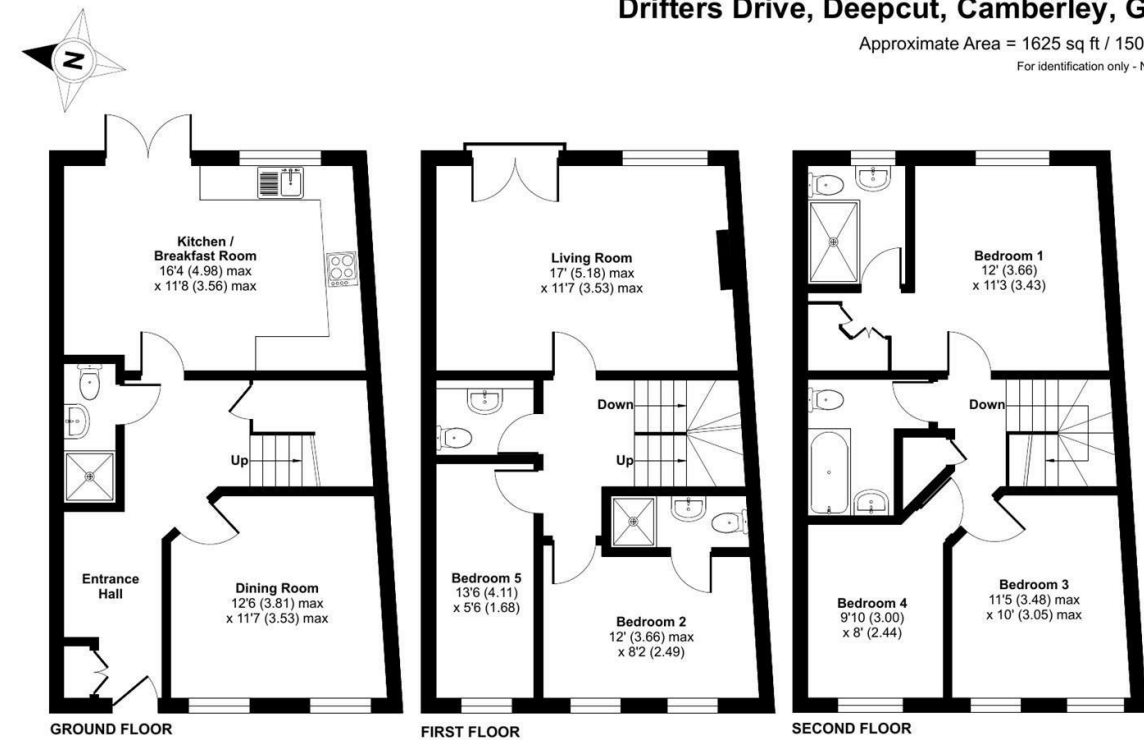 Drifters Drive, Deepcut, Camberley, G
Approximate Area = 1625 sq ft / 150
For identification only - N
N
Kitchen /
Breakfast Room
16'4 (4.98) max
x 11'8 (3.56) max
Up
Entrance
Hall
Dining Room
12'6 (3.81) max
x 11'7 (3.53) max
GROUND FLOOR
Living Room
17' (5.18) max
x 11'7 (3.53) max
Down
Up
Bedroom 5
13'6 (4.11)
x 5'6 (1.68)
Bedroom 2
12' (3.66) max
x 8'2 (2.49)
FIRST FLOOR
Bedroom 1
12' (3.66)
x 11'3 (3.43)
Down
Bedroom 4
9'10 (3.00)
x 8' (2.44)
Bedroom 3
11'5 (3.48) max
x 10' (3.05) max
SECOND FLOOR